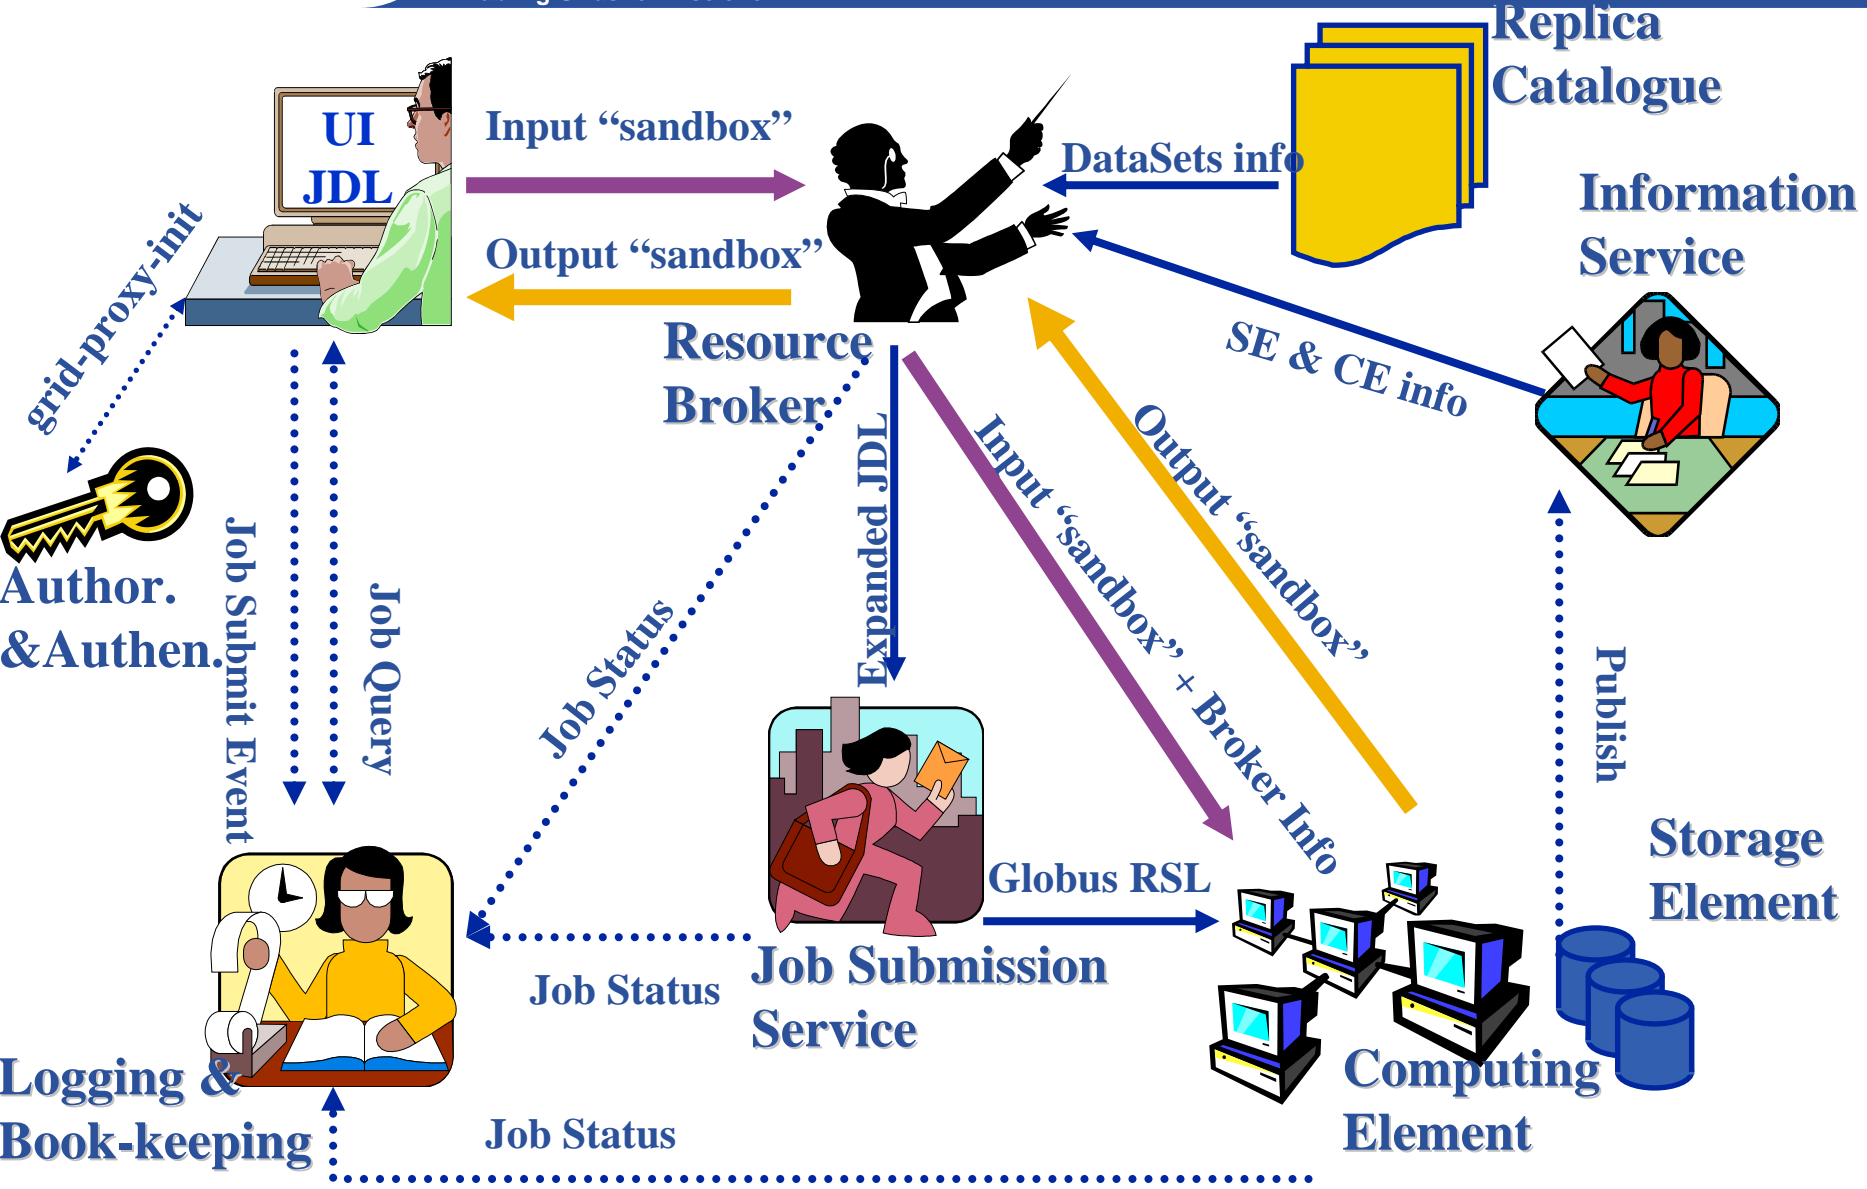 Replica
Catalogue
UI
JDL
Input “sandbox”
DataSets info
Information
Service
grid-proxy-init
Output “sandbox”
Resource
Broker
SE & CE info
Expanded JDL
Input “sandbox” + Broker Info
Output “sandbox”
Author.
&Authen.
Job Submit Event
Job Query
Job Status
Publish
Storage
Element
Globus RSL
Job Submission
Service
Job Status
Computing
Element
Logging &
Book-keeping
Job Status